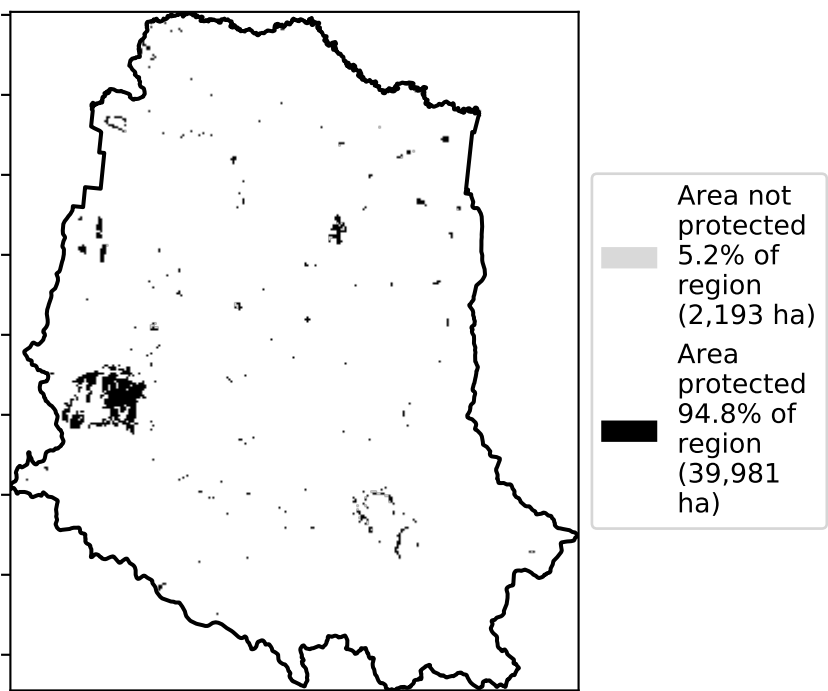 Area not
protected
5.2% of
region
(2,193 ha)
Area
protected
94.8% of
region
(39,981
ha)